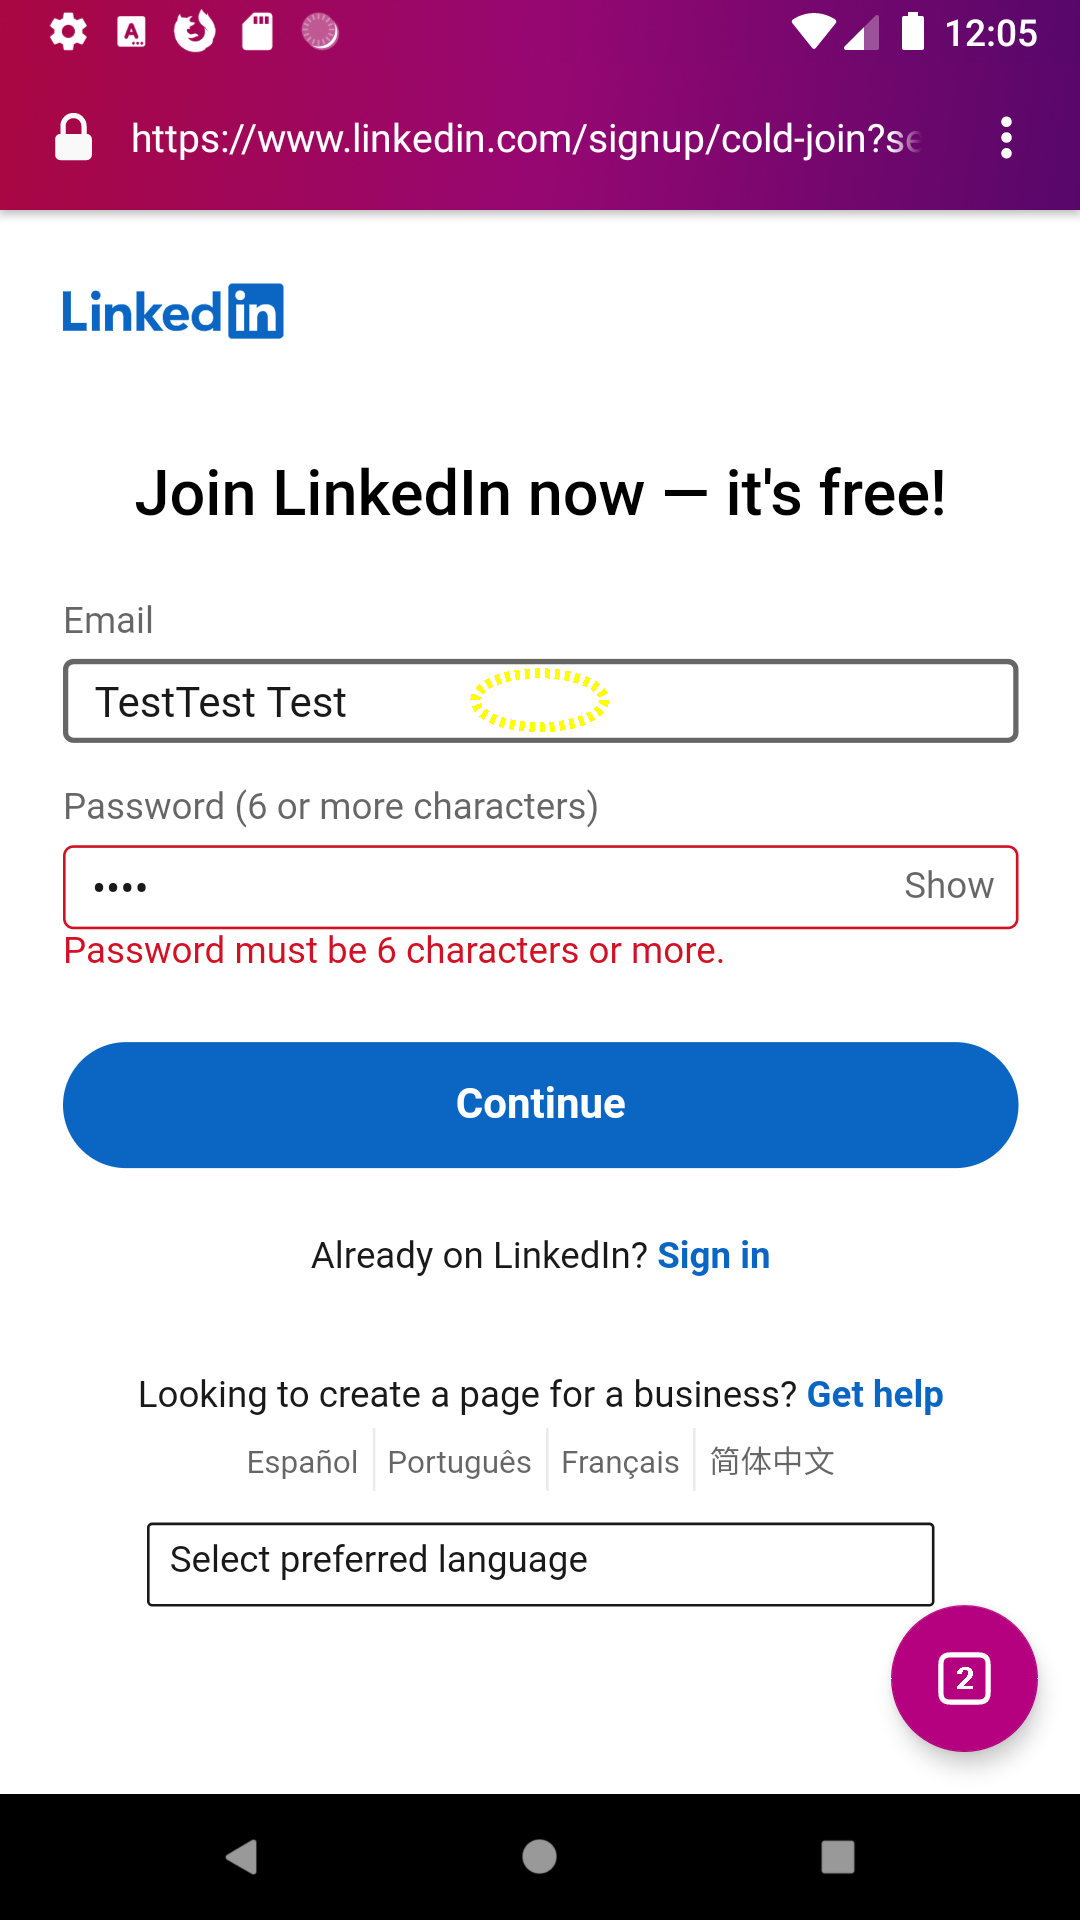 12:05
https://www.linkedin.com/signup/cold-join?se
Linkedin
Join LinkedIn now — it's free!
Email
TestTest Test
Password (6 or more characters)
•••• Show
Password must be 6 characters or more.
Continue
Already on LinkedIn? Sign in
Looking to create a page for a business? Get help
Español Português Français 简体中文
Select preferred language
2